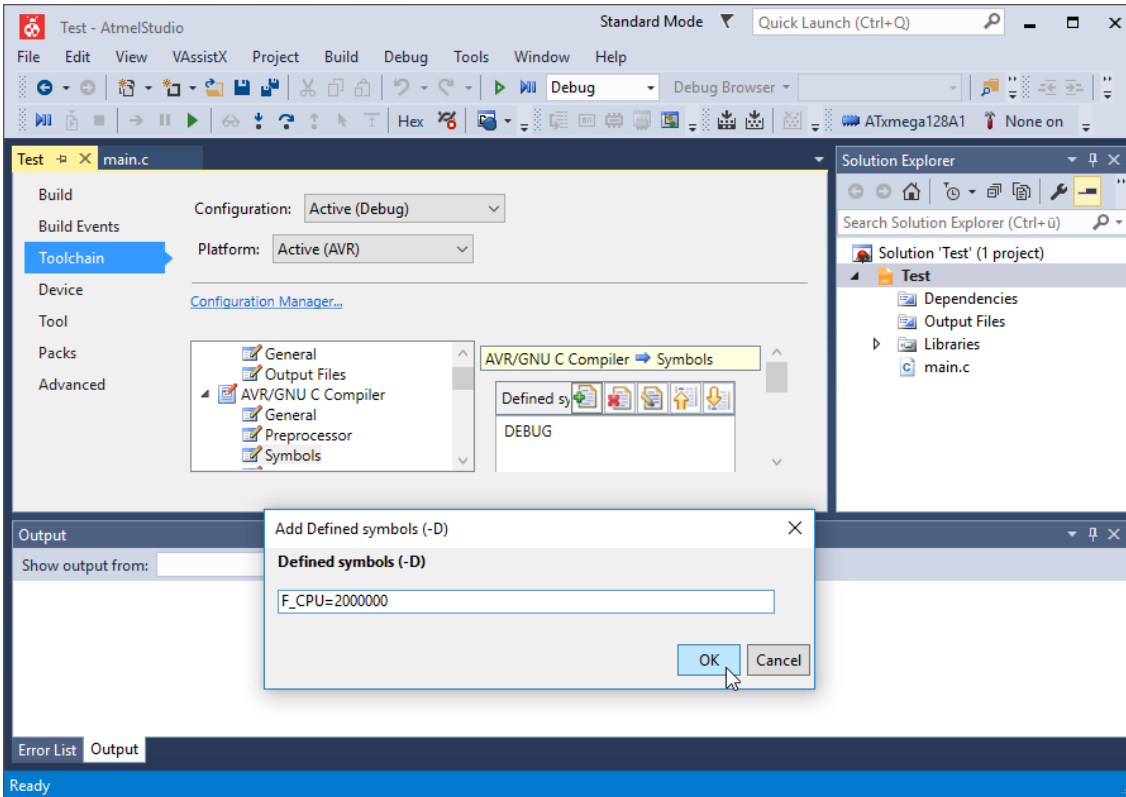 Test - AtmelStudio
Standard Mode
Quick Launch (Ctrl+Q)
File Edit View VAssistX Project Build Debug Tools Window Help
Debug
Debug Browser
Hex
ATxmega128A1
None on
Test
main.c
Build
Build Events
Toolchain
Device
Tool
Packs
Advanced
Configuration: Active (Debug)
Platform: Active (AVR)
Configuration Manager...
General
Output Files
AVR/GNU C Compiler
General
Preprocessor
Symbols
AVR/GNU C Compiler Symbols
Defined sy
DEBUG
Solution Explorer
Search Solution Explorer (Ctrl+ü)
Solution 'Test' (1 project)
Test
Dependencies
Output Files
Libraries
main.c
Output
Show output from:
Add Defined symbols (-D)
Defined symbols (-D)
F_CPU=2000000
OK Cancel
Error List Output
Ready